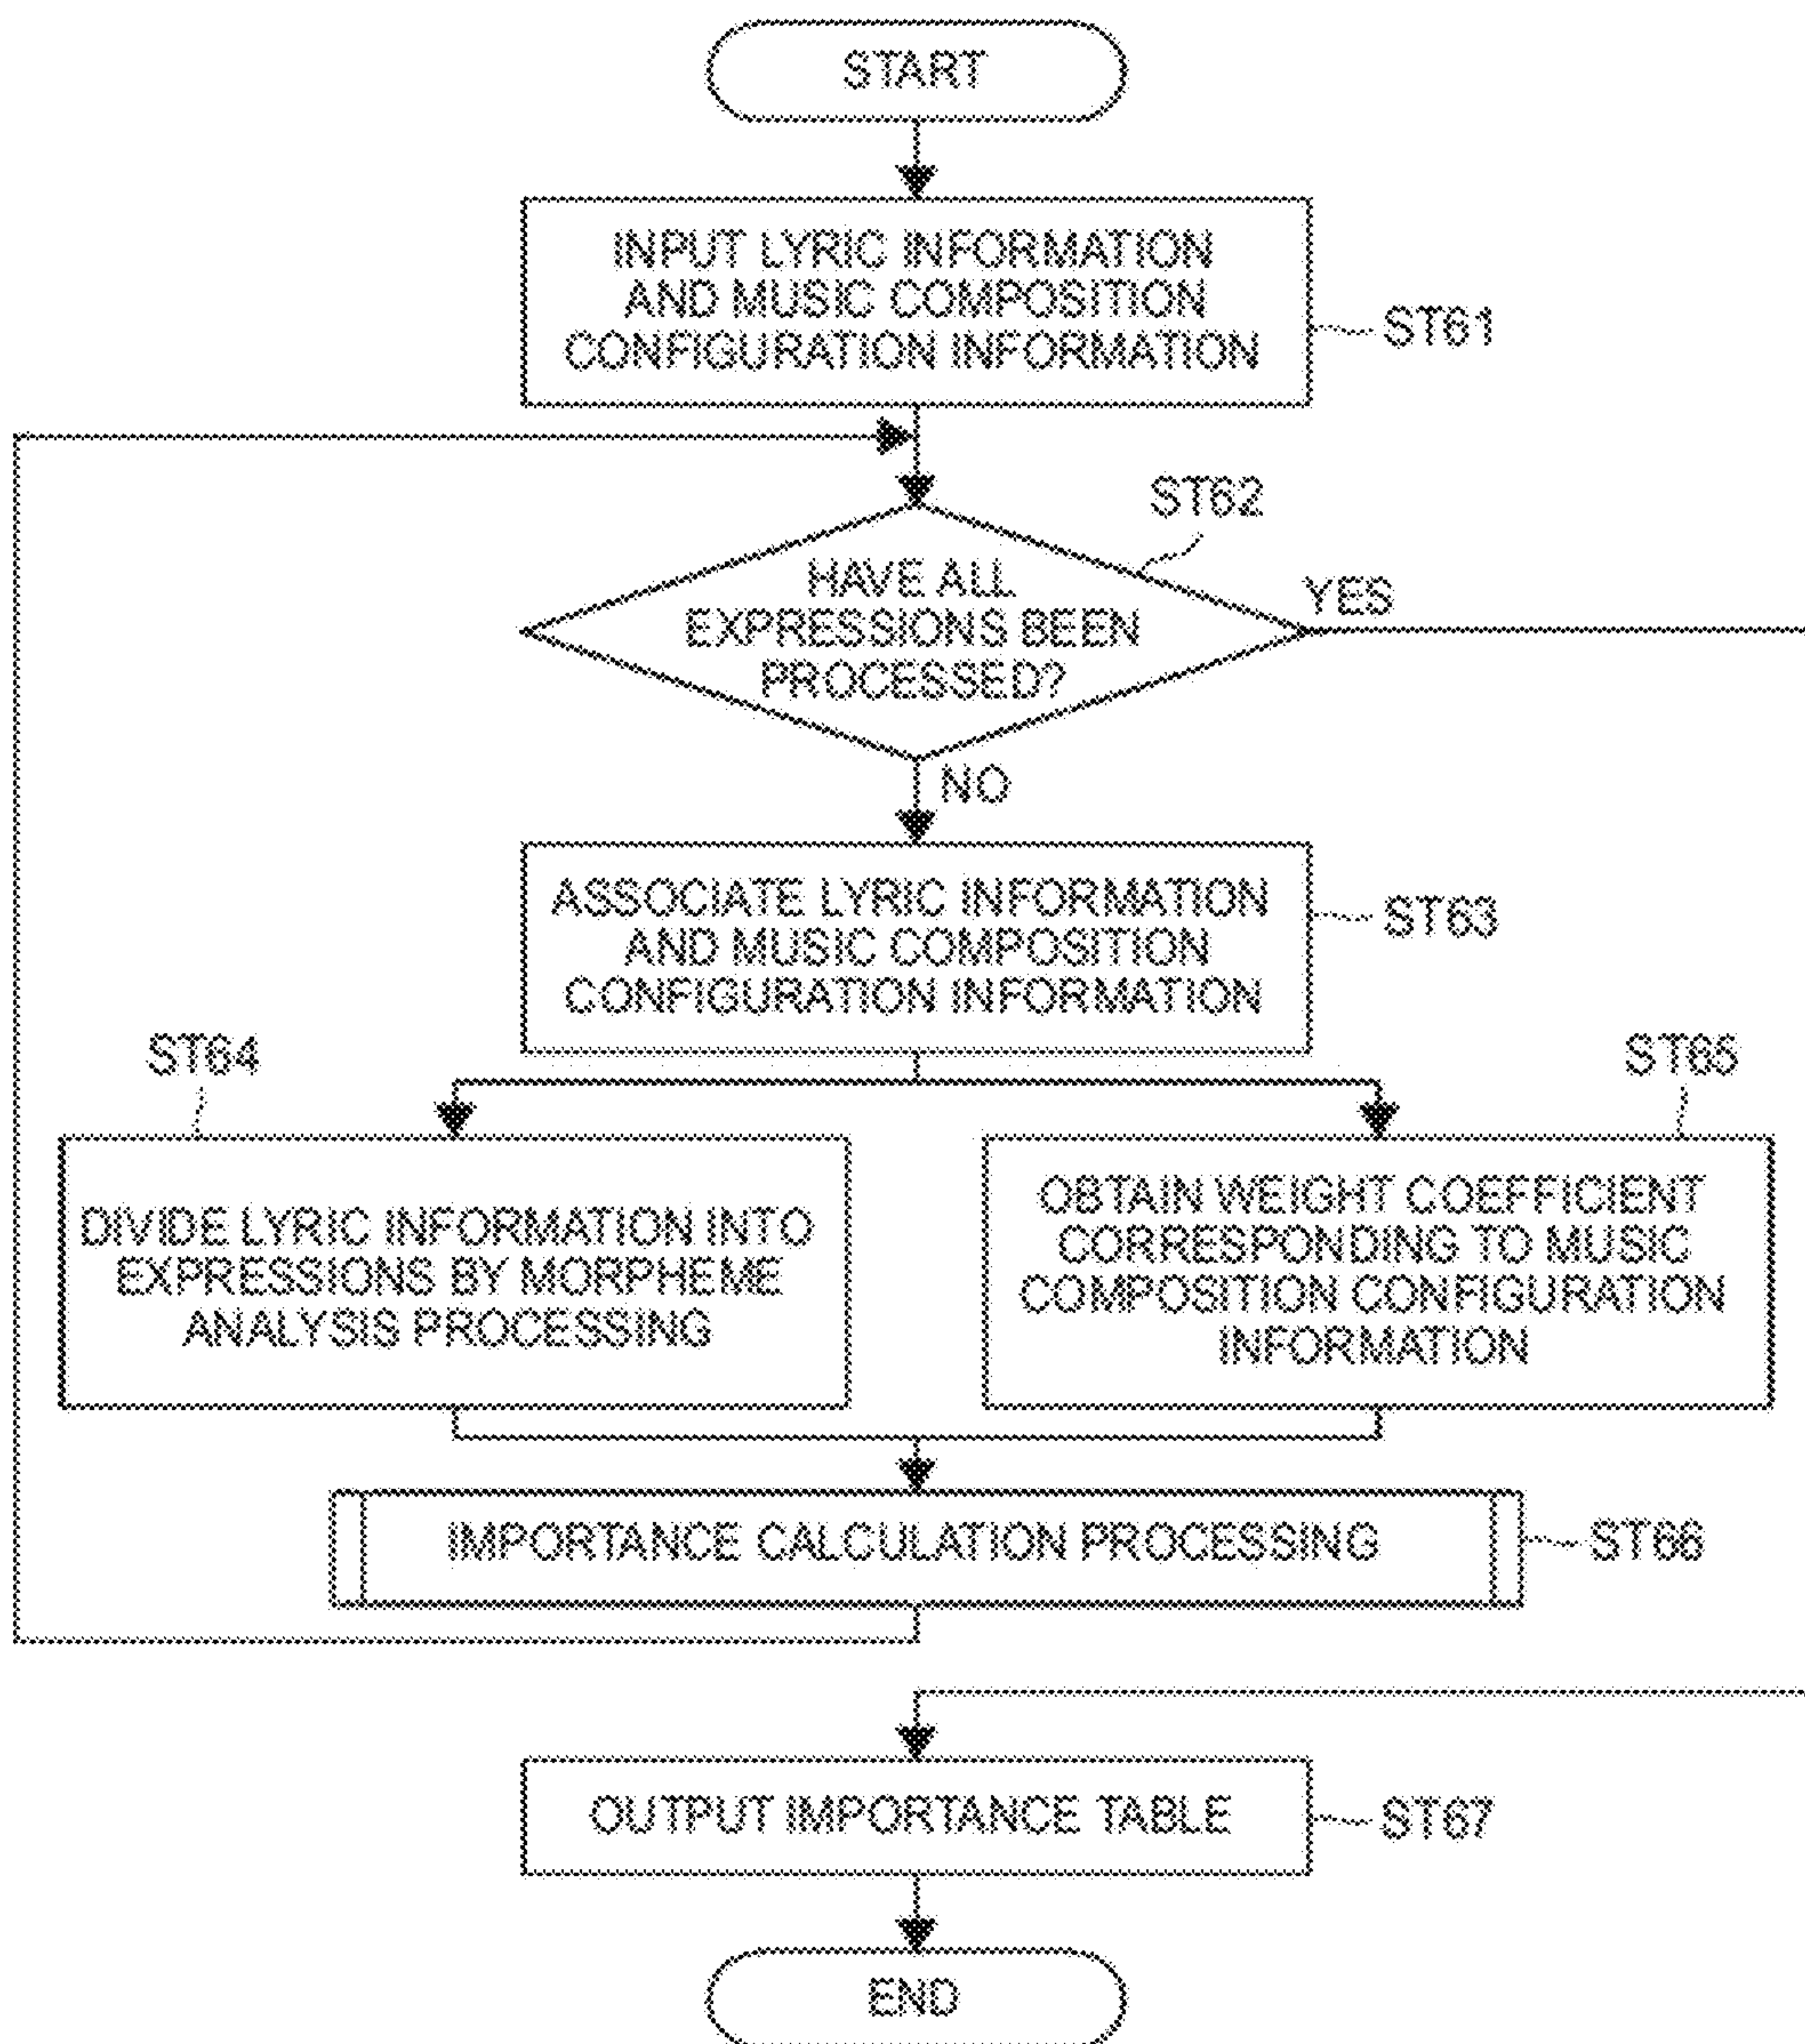 START
INPUT LYRIC INFORMATION
AND MUSIC COMPOSITION
CONFIGURATION INFORMATION
ST61
ST62
HAVE ALL
EXPRESSIONS BEEN
PROCESSED?
YES
NO
ASSOCIATE LYRIC INFORMATION
AND MUSIC COMPOSITION
CONFIGURATION INFORMATION
ST63
ST64
DIVIDE LYRIC INFORMATION INTO
EXPRESSIONS BY MORPHEME
ANALYSIS PROCESSING
ST65
OBTAIN WEIGHT COEFFICIENT
CORRESPONDING TO MUSIC
COMPOSITION CONFIGURATION
INFORMATION
IMPORTANCE CALCULATION PROCESSING
ST66
OUTPUT IMPORTANCE TABLE
ST67
END